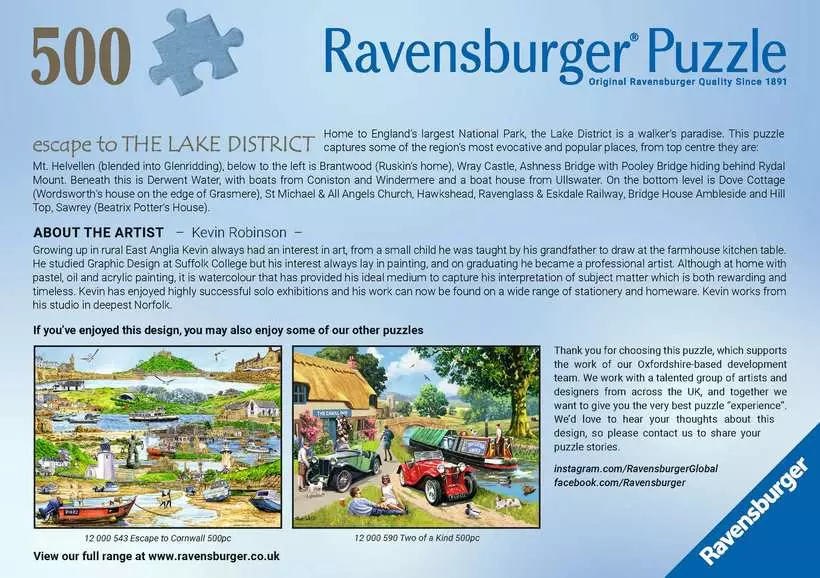 500
Ravensburger® Puzzle
Original Ravensburger Quality Since 1891
escape to THE LAKE DISTRICT
Home to England's largest National Park, the Lake District is a walker's paradise. This puzzle
captures some of the region's most evocative and popular places, from top centre they are:
Mt. Helvellen (blended into Glenridding), below to the left is Brantwood (Ruskin's home), Wray Castle, Ashness Bridge with Pooley Bridge hiding behind Rydal
Mount. Beneath this is Derwent Water, with boats from Coniston and Windermere and a boat house from Ullswater. On the bottom level is Dove Cottage
(Wordsworth's house on the edge of Grasmere), St Michael & All Angels Church, Hawkshead, Ravenglass & Eskdale Railway, Bridge House Ambleside and Hill
Top, Sawrey (Beatrix Potter's House).
ABOUT THE ARTIST – Kevin Robinson –
Growing up in rural East Anglia Kevin always had an interest in art, from a small child he was taught by his grandfather to draw at the farmhouse kitchen table.
He studied Graphic Design at Suffolk College but his interest always lay in painting, and on graduating he became a professional artist. Although at home with
pastel, oil and acrylic painting, it is watercolour that has provided his ideal medium to capture his interpretation of subject matter which is both rewarding and
timeless. Kevin has enjoyed highly successful solo exhibitions and his work can now be found on a wide range of stationery and homeware. Kevin works from
his studio in deepest Norfolk.
If you've enjoyed this design, you may also enjoy some of our other puzzles
THE CANAL INN
12 000 543 Escape to Cornwall 500pc
12 000 590 Two of a Kind 500pc
View our full range at www.ravensburger.co.uk
Thank you for choosing this puzzle, which supports
the work of our Oxfordshire-based development
team. We work with a talented group of artists and
designers from across the UK, and together we
want to give you the very best puzzle "experience".
We'd love to hear your thoughts about this
design, so please contact us to share your
puzzle stories.
instagram.com/RavensburgerGlobal
facebook.com/Ravensburger
Ravensburger